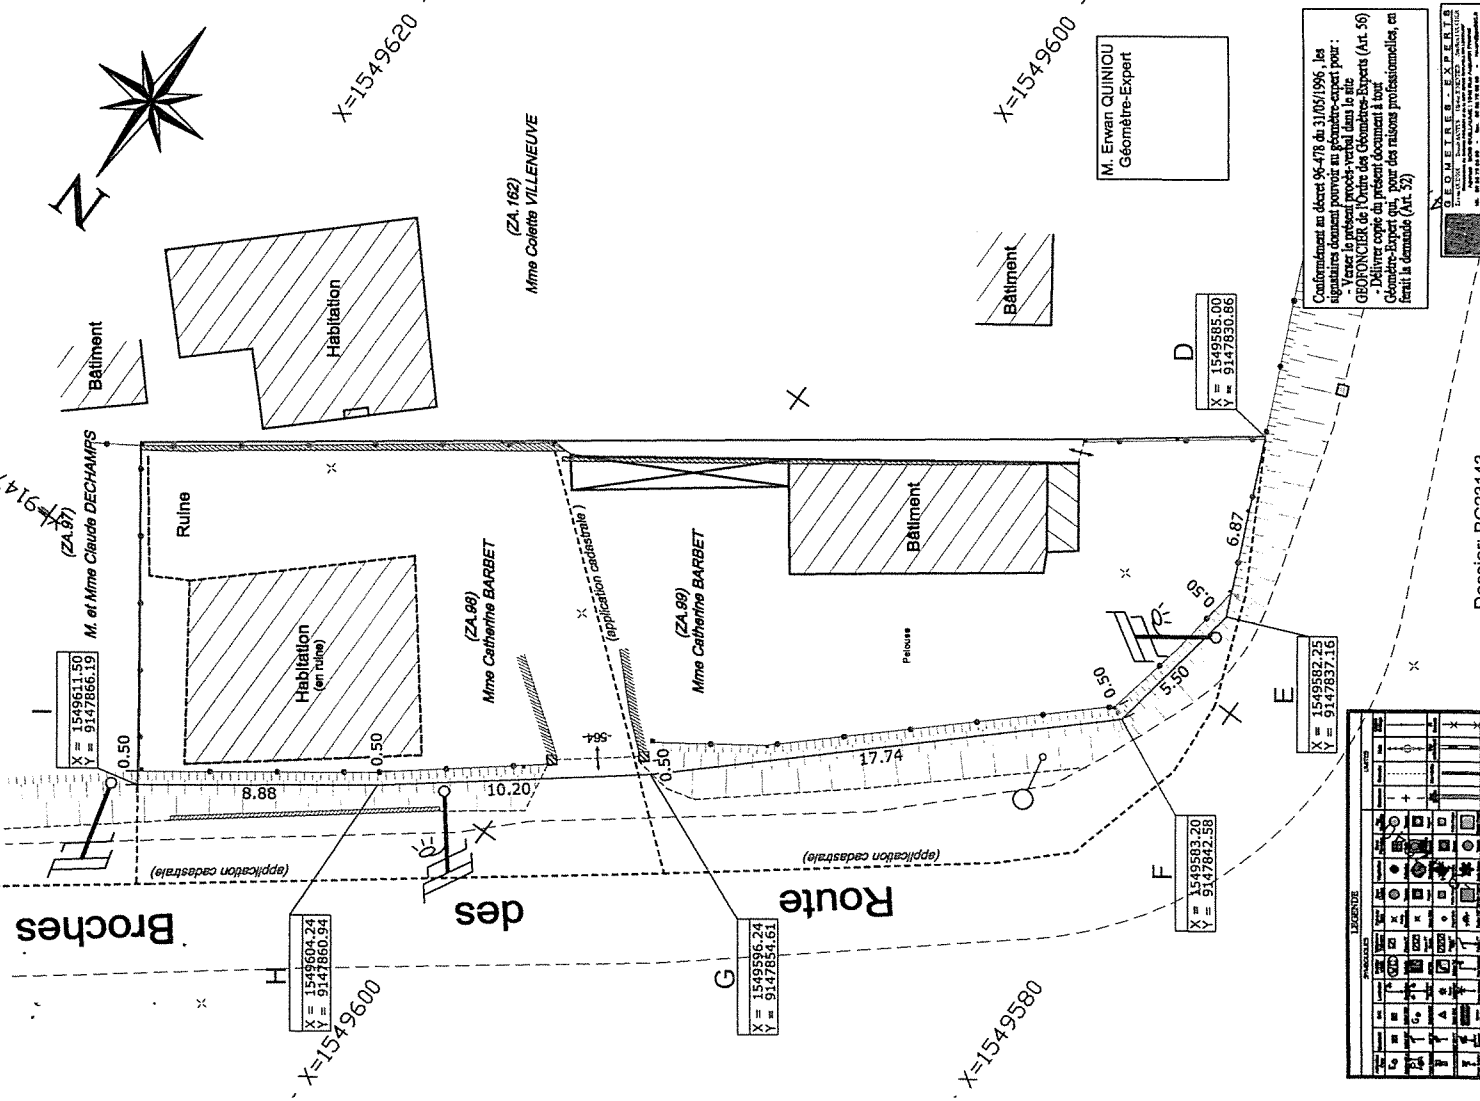 N
X=1549620
X=1549600
M. Erwan QUINIOU
Géomètre-Expert
Conformément au décret 96-478 du 31/05/1996 , les
signataires donnent pouvoir au géomètre-expert pour :
- Verser le présent procès-verbal dans le site
GEOFONCIER de l'Ordre des Géomètres-Experts (Art. 56)
- Délivrer copie du présent document à tout
Géomètre-Expert qui, pour des raisons professionnelles, en
ferait la demande (Art. 52)
GEOMETRES - EXPERTS
(ZA.162)
Mme Colette VILLENEUVE
Bâtiment
Habitation
Bâtiment
(ZA.97)
M. et Mme Claude DECHAMPS
Ruine
Habitation
(en ruine)
(ZA.98)
Mme Catherine BARBET
(application cadastrale )
(ZA.99)
Mme Catherine BARBET
Bâtiment
Pelouse
D
X = 1549585.00
Y = 9147830.86
6.87
0.50
0.50
5.50
E
X = 1549582.25
Y = 9147837.16
I
X = 1549611.50
Y = 9147866.19
0.50
0.50
8.88
10.20
.564
0.50
17.74
F
X = 1549583.20
Y = 9147842.58
(application cadastrale)
(application cadastrale)
Route
des
Broches
H
X = 1549604.24
Y = 9147860.94
G
X = 1549596.24
Y = 9147854.61
X=1549600
X=1549580
LEGENDE
SYMBOLES
LIMITES